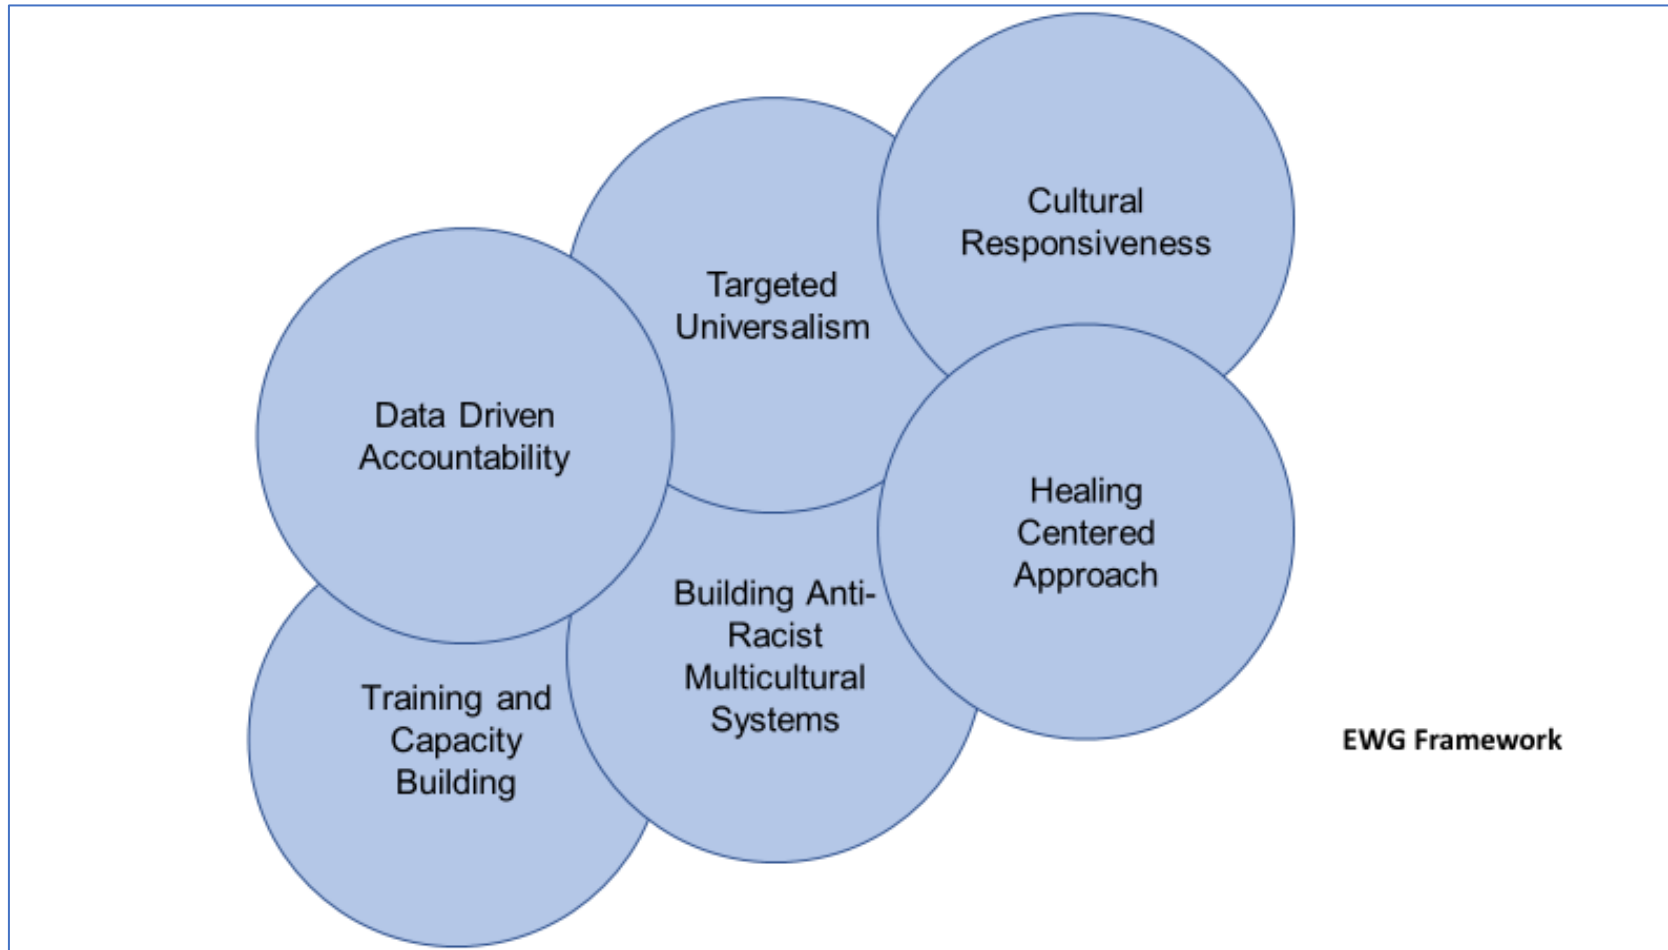 Cultural
Responsiveness
Targeted
Universalism
Data Driven
Accountability
Healing
Centered
Approach
Building Anti-
Racist
Multicultural
Systems
Training and
Capacity
Building
EWG Framework